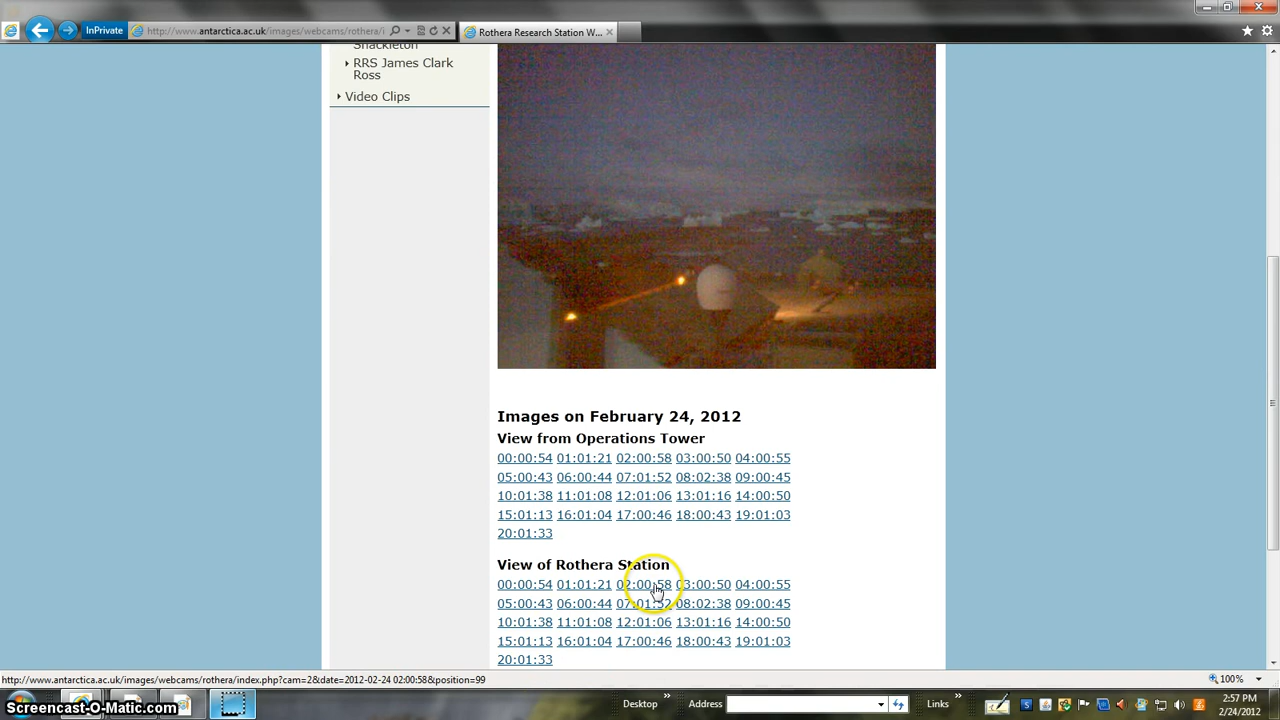 InPrivate
http://www.antarctica.ac.uk/images/webcams/rothera/i
Rothera Research Station W...
Shackleton
RRS James Clark
Ross
Video Clips
Images on February 24, 2012
View from Operations Tower
00:00:54 01:01:21 02:00:58 03:00:50 04:00:55
05:00:43 06:00:44 07:01:52 08:02:38 09:00:45
10:01:38 11:01:08 12:01:06 13:01:16 14:00:50
15:01:13 16:01:04 17:00:46 18:00:43 19:01:03
20:01:33
View of Rothera Station
00:00:54 01:01:21 02:00:58 03:00:50 04:00:55
05:00:43 06:00:44 07:01:52 08:02:38 09:00:45
10:01:38 11:01:08 12:01:06 13:01:16 14:00:50
15:01:13 16:01:04 17:00:46 18:00:43 19:01:03
20:01:33
http://www.antarctica.ac.uk/images/webcams/rothera/index.php?cam=2&date=2012-02-24 02:00:58&position=99
100%
Screencast-O-Matic.com
Desktop
Address
Links
2:57 PM
2/24/2012